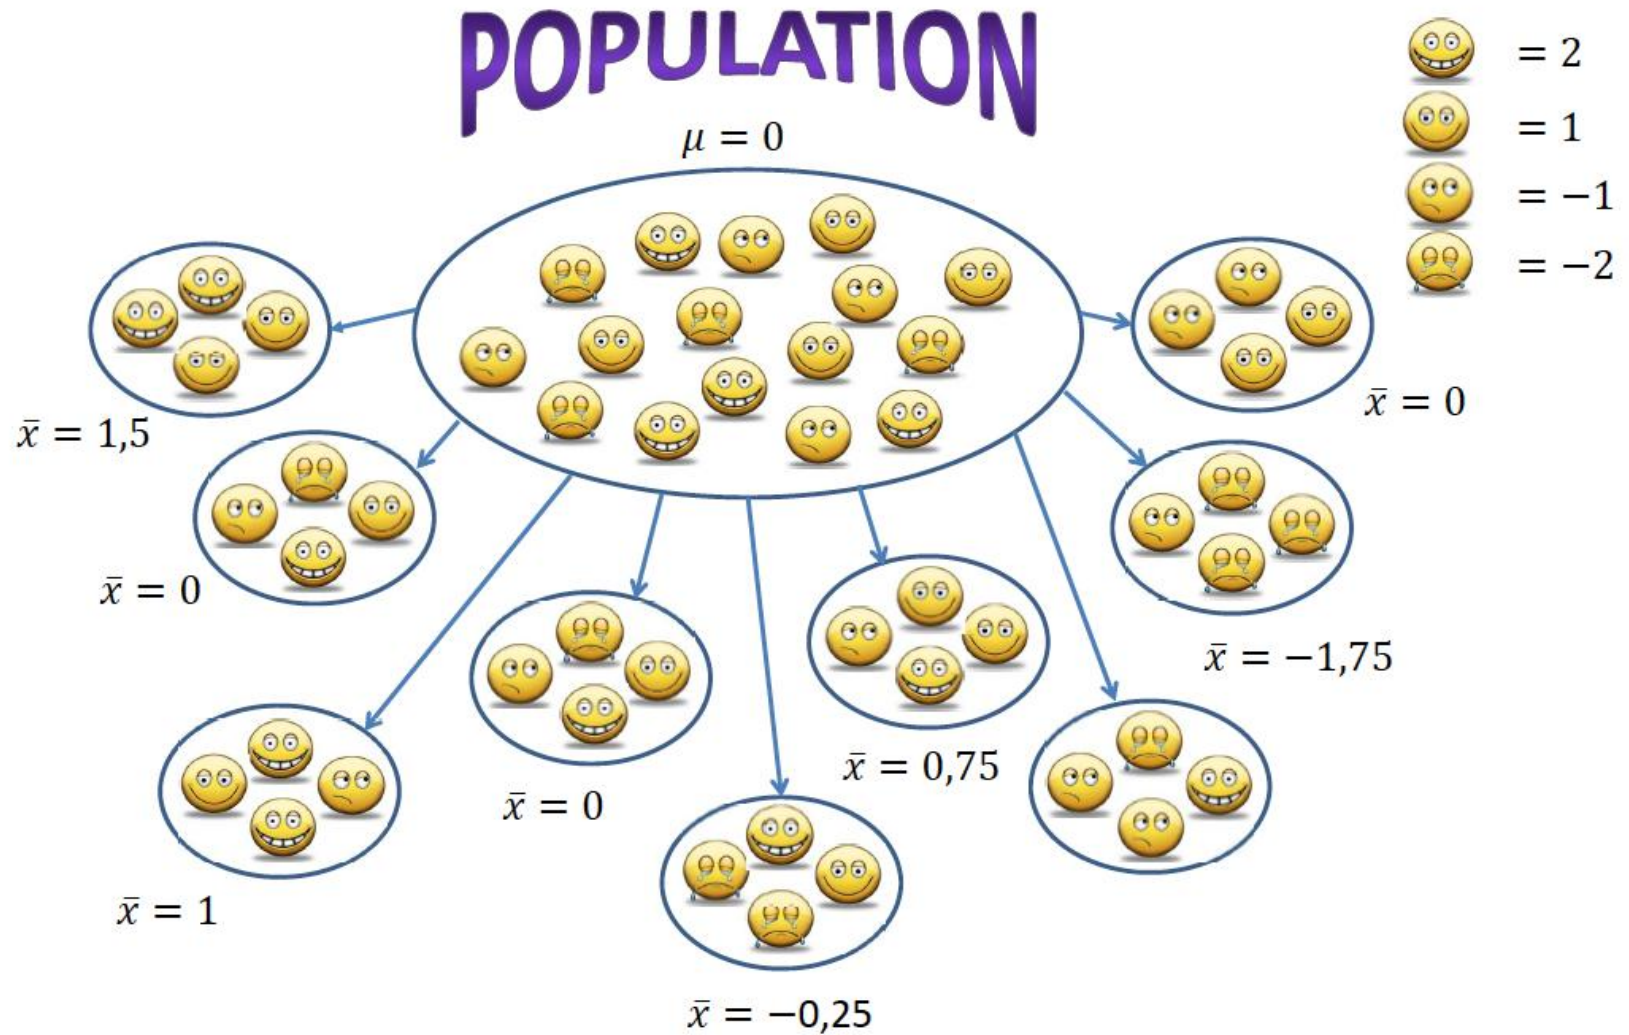 POPULATION
μ = 0
= 2
= 1
= −1
= −2
x̄ = 1,5
x̄ = 0
x̄ = 0
x̄ = −1,75
x̄ = 0,75
x̄ = 0
x̄ = 1
x̄ = −0,25